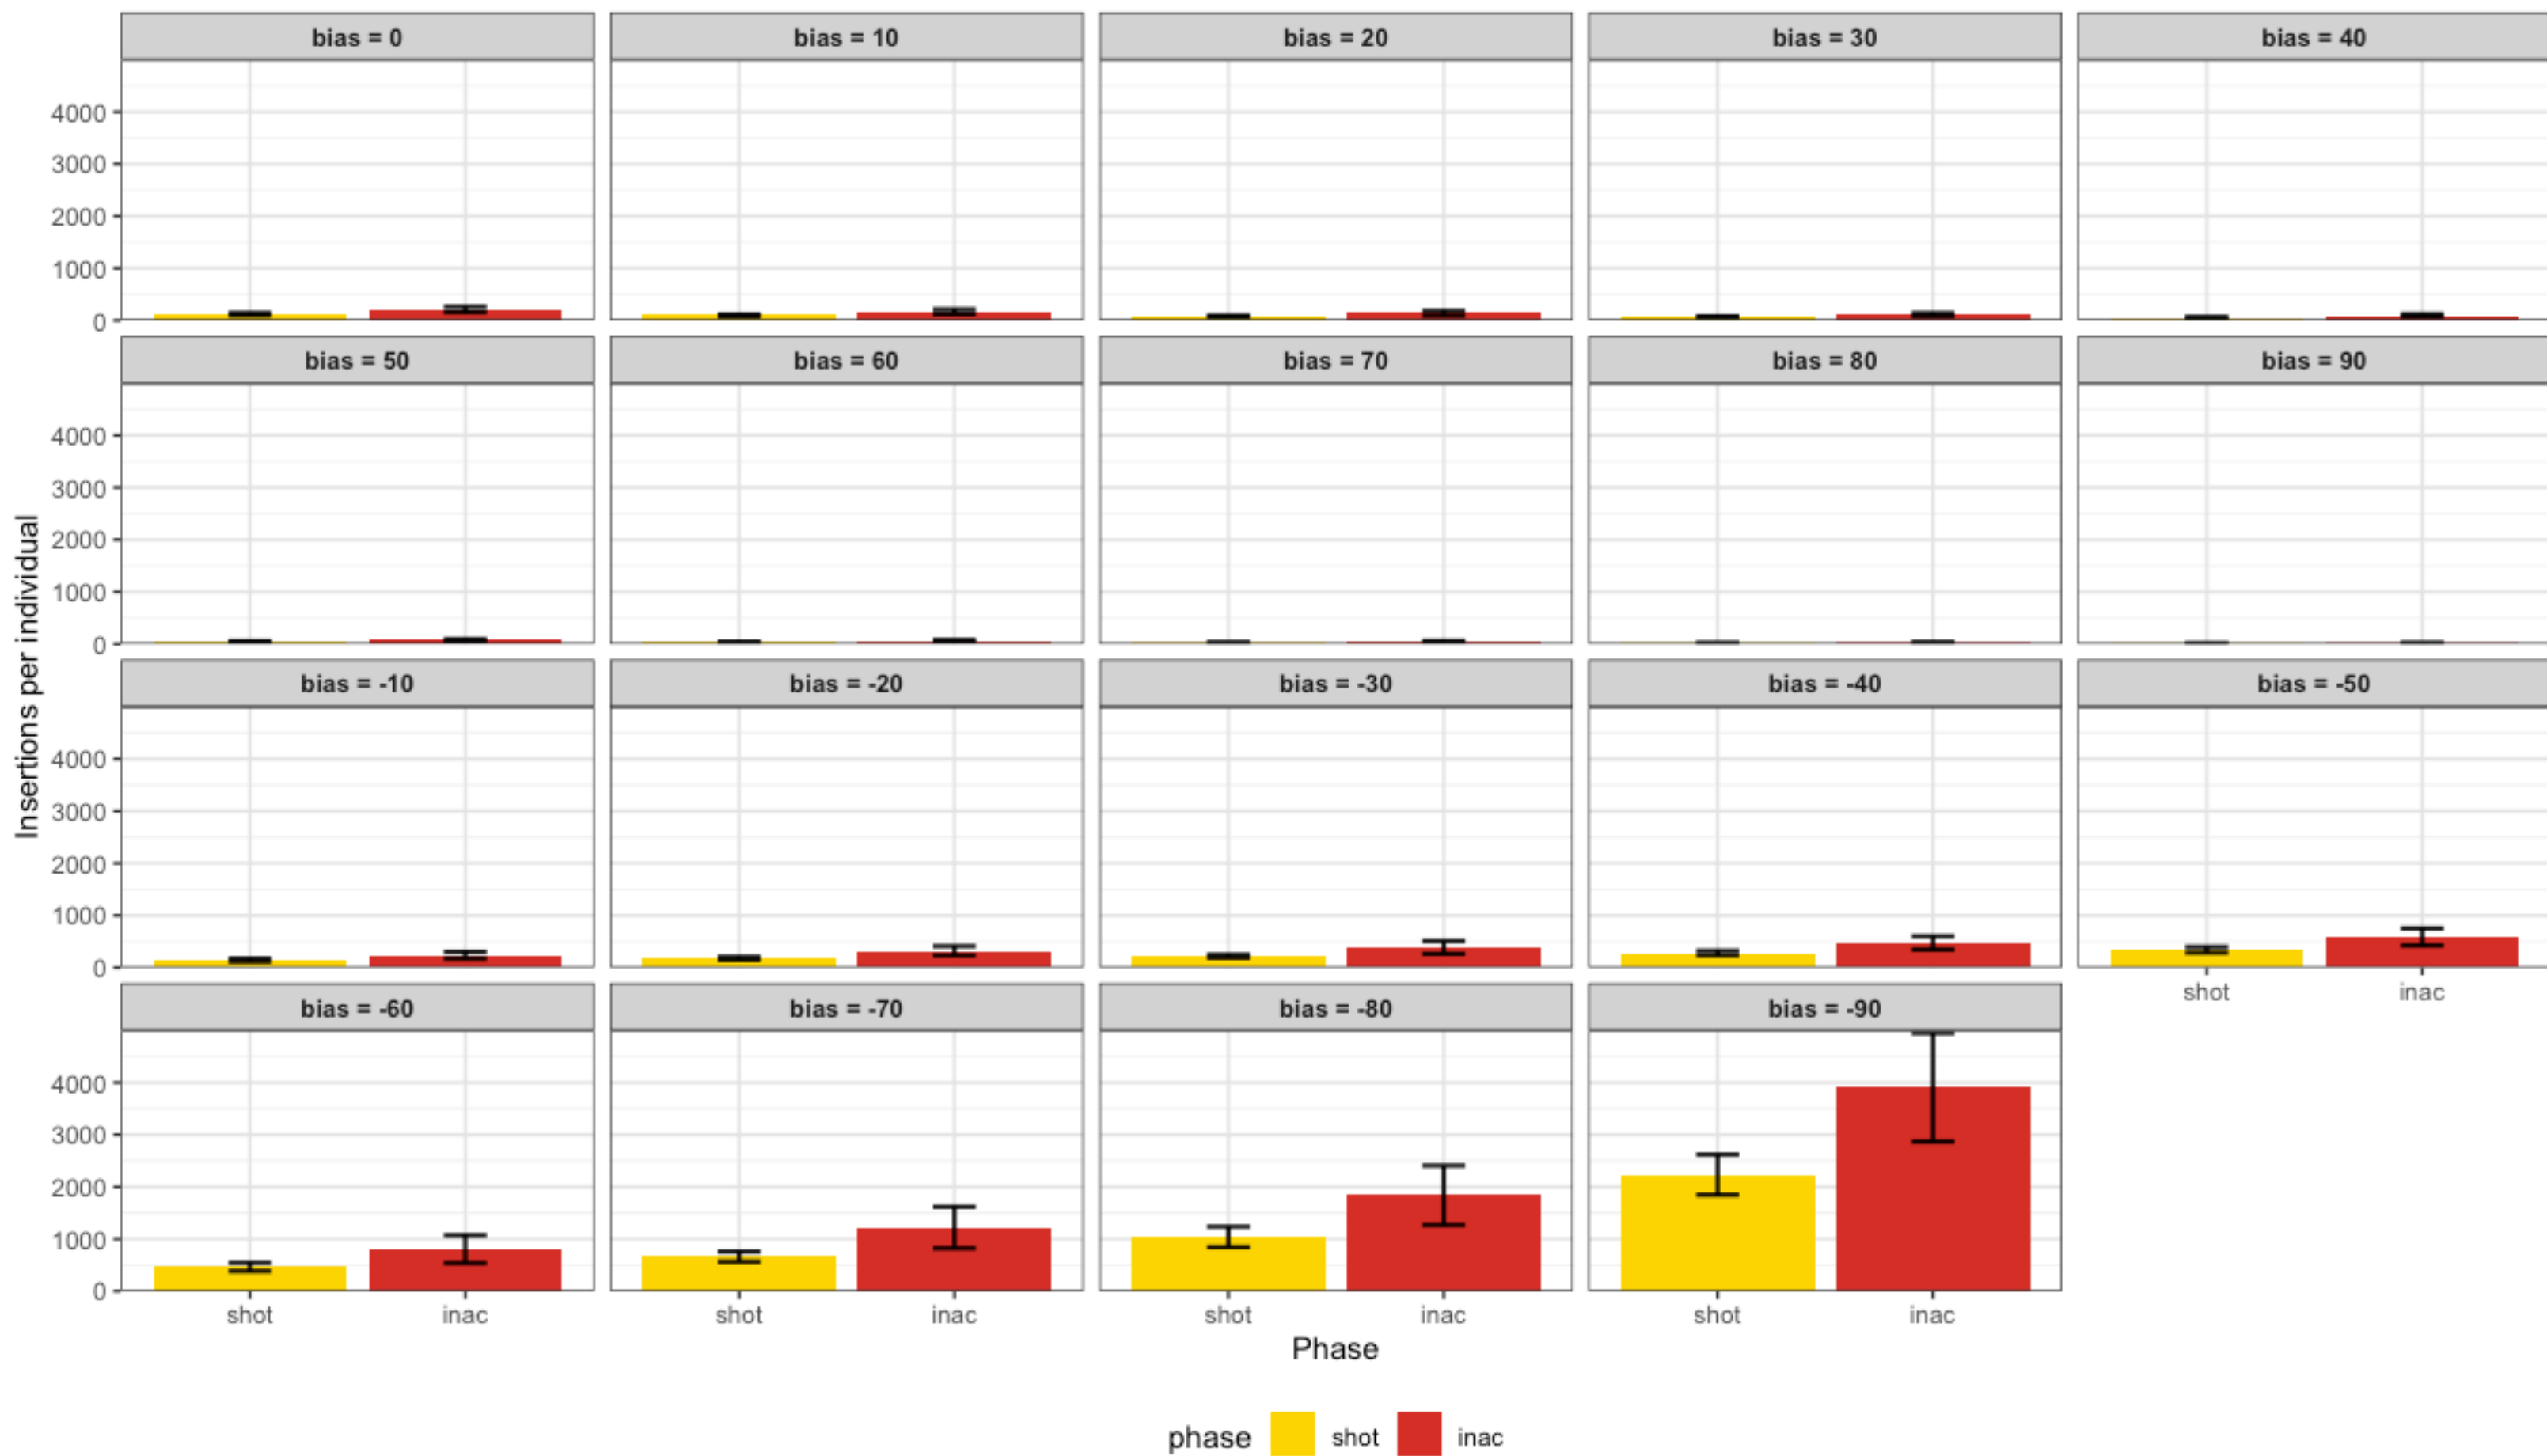 bias = 0 bias = 10 bias = 20 bias = 30 bias = 40
4000
3000
2000
1000
0
bias = 50 bias = 60 bias = 70 bias = 80 bias = 90
4000
3000
2000
1000
0
Insertions per individual
bias = -10 bias = -20 bias = -30 bias = -40 bias = -50
4000
3000
2000
1000
0
shot inac
bias = -60 bias = -70 bias = -80 bias = -90
4000
3000
2000
1000
0
shot inac shot inac shot inac shot inac
Phase
phase shot inac